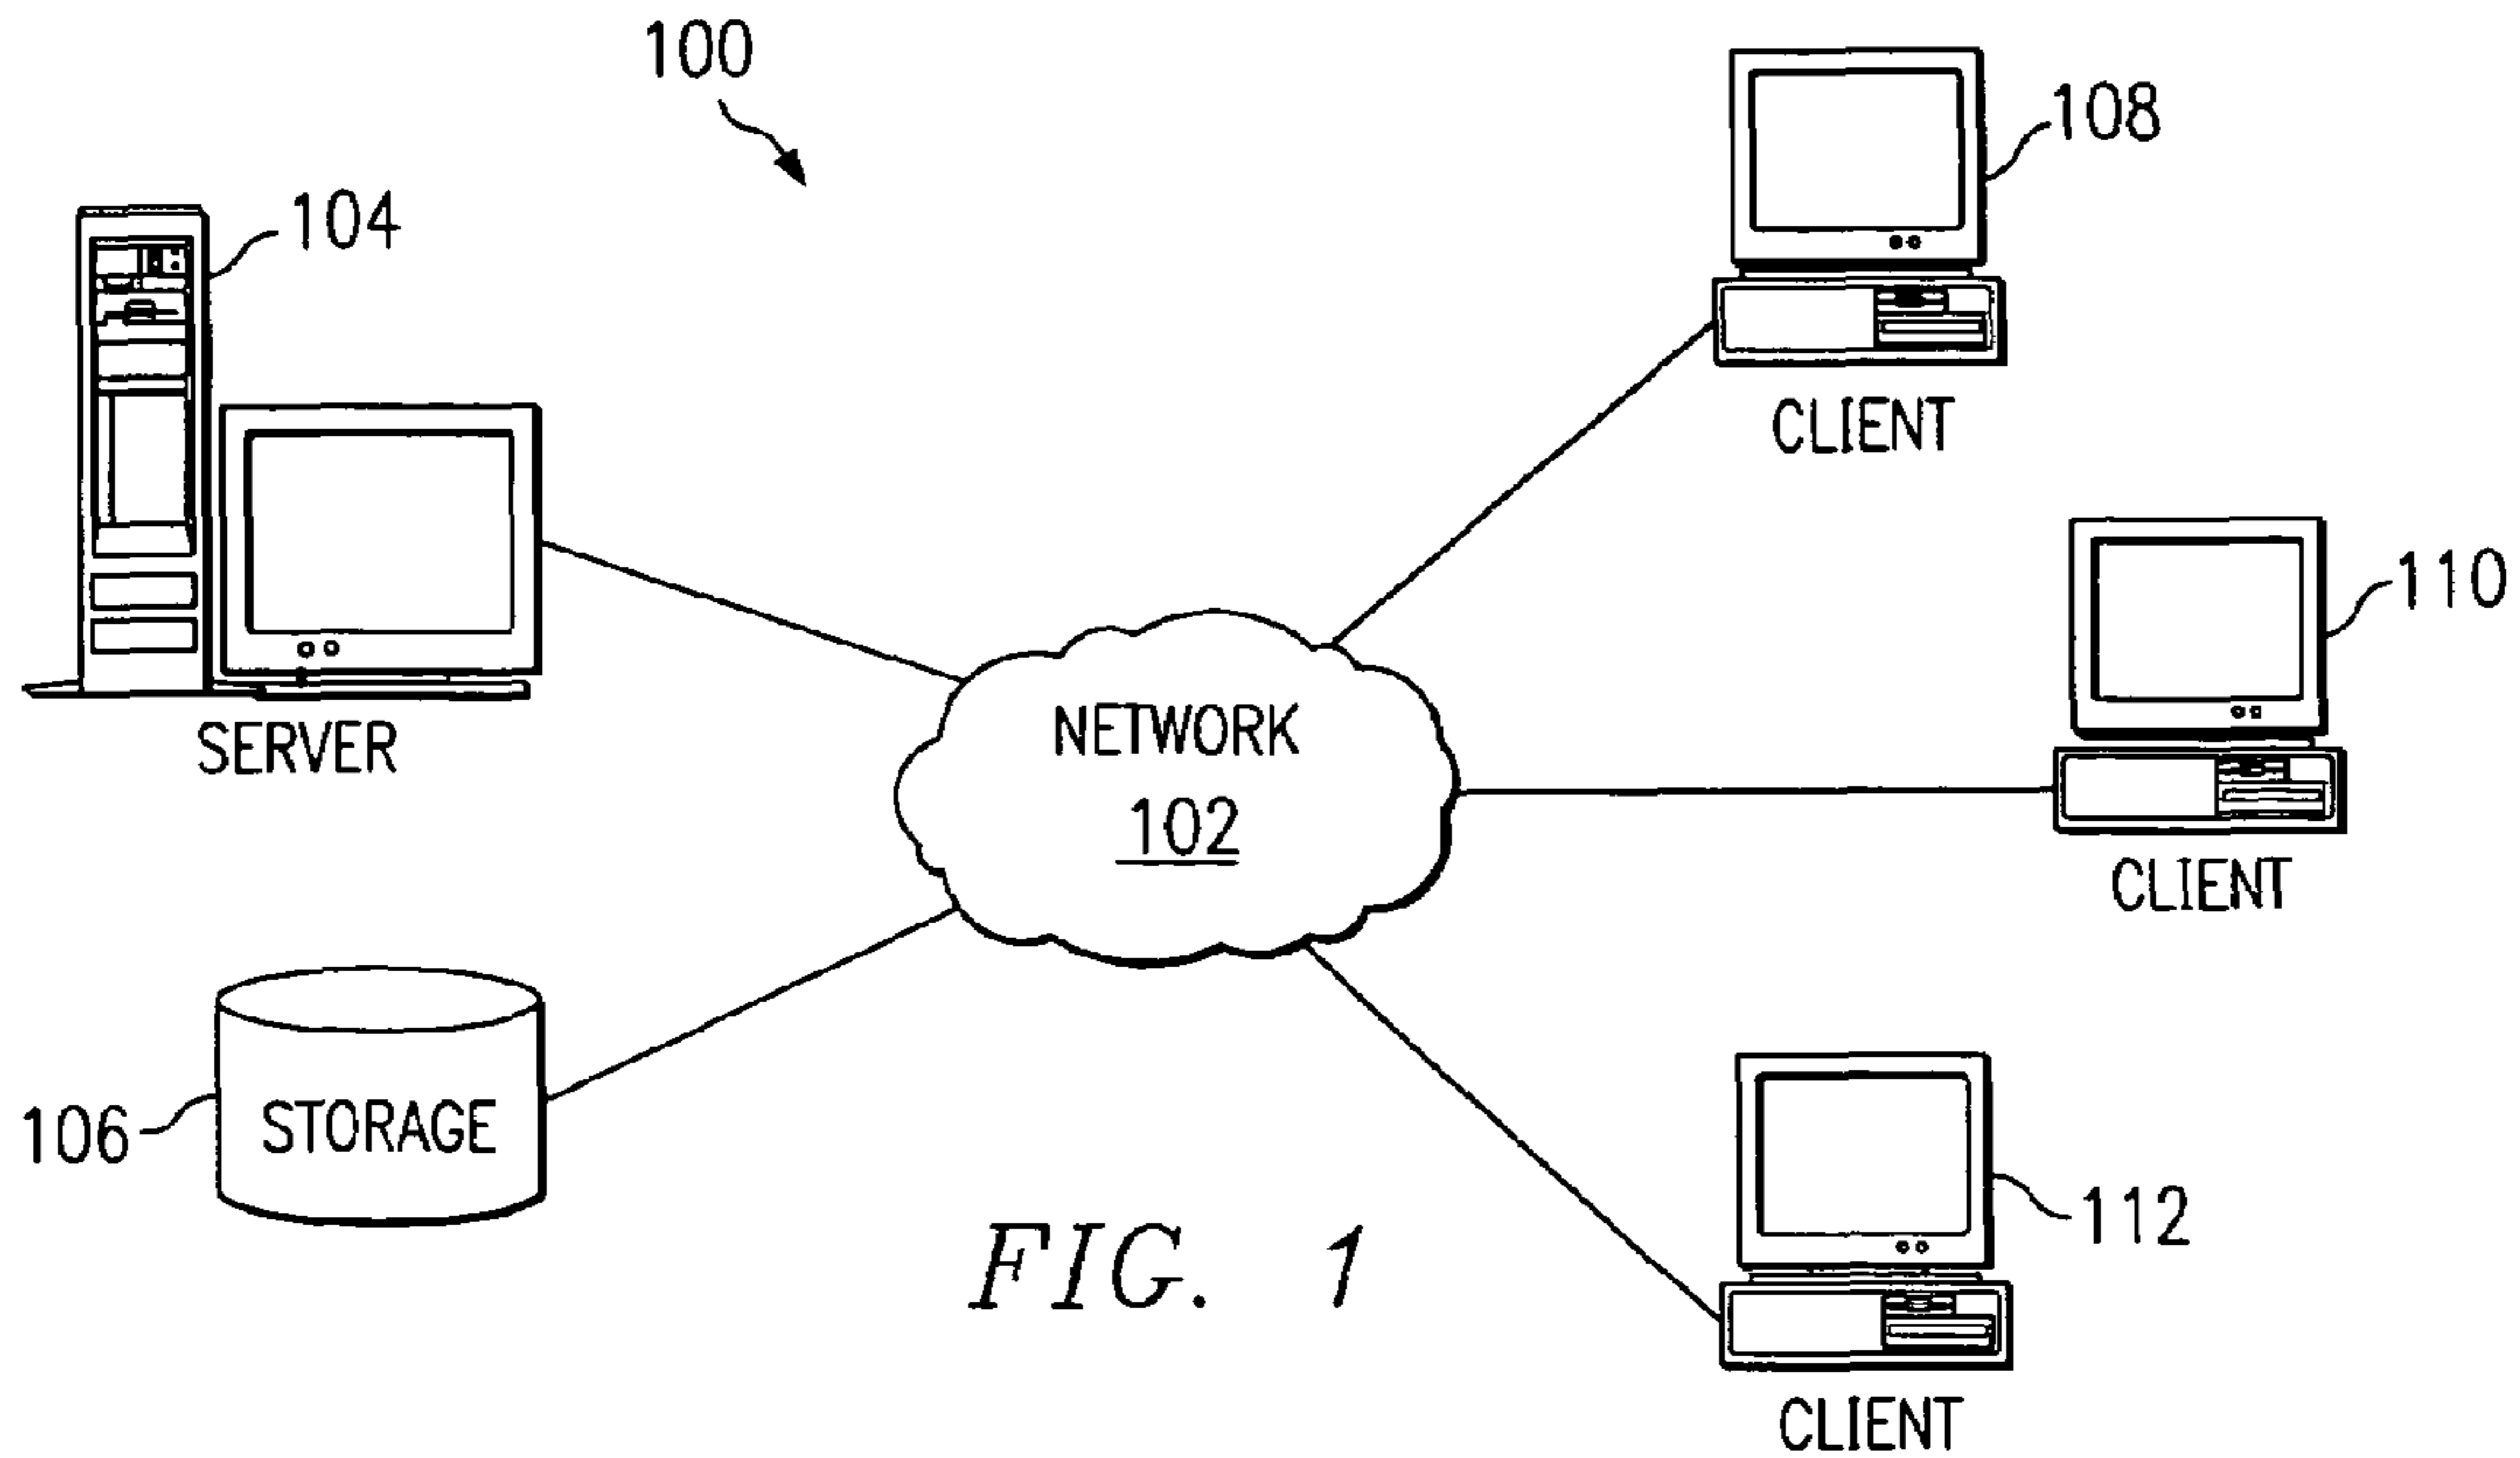 100
108
104
CLIENT
110
SERVER
NETWORK
102
CLIENT
106
STORAGE
112
FIG. 1
CLIENT